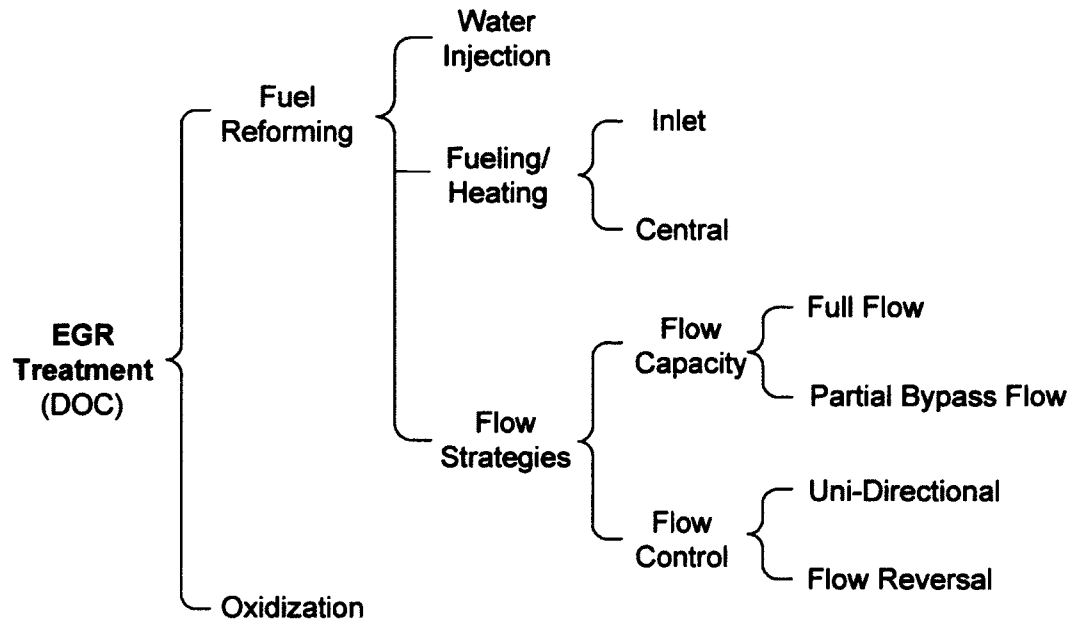 Water
Injection
Fuel
Reforming
Inlet
Fueling/
Heating
Central
EGR
Treatment
(DOC)
Full Flow
Flow
Capacity
Partial Bypass Flow
Flow
Strategies
Uni-Directional
Flow
Control
Flow Reversal
Oxidization